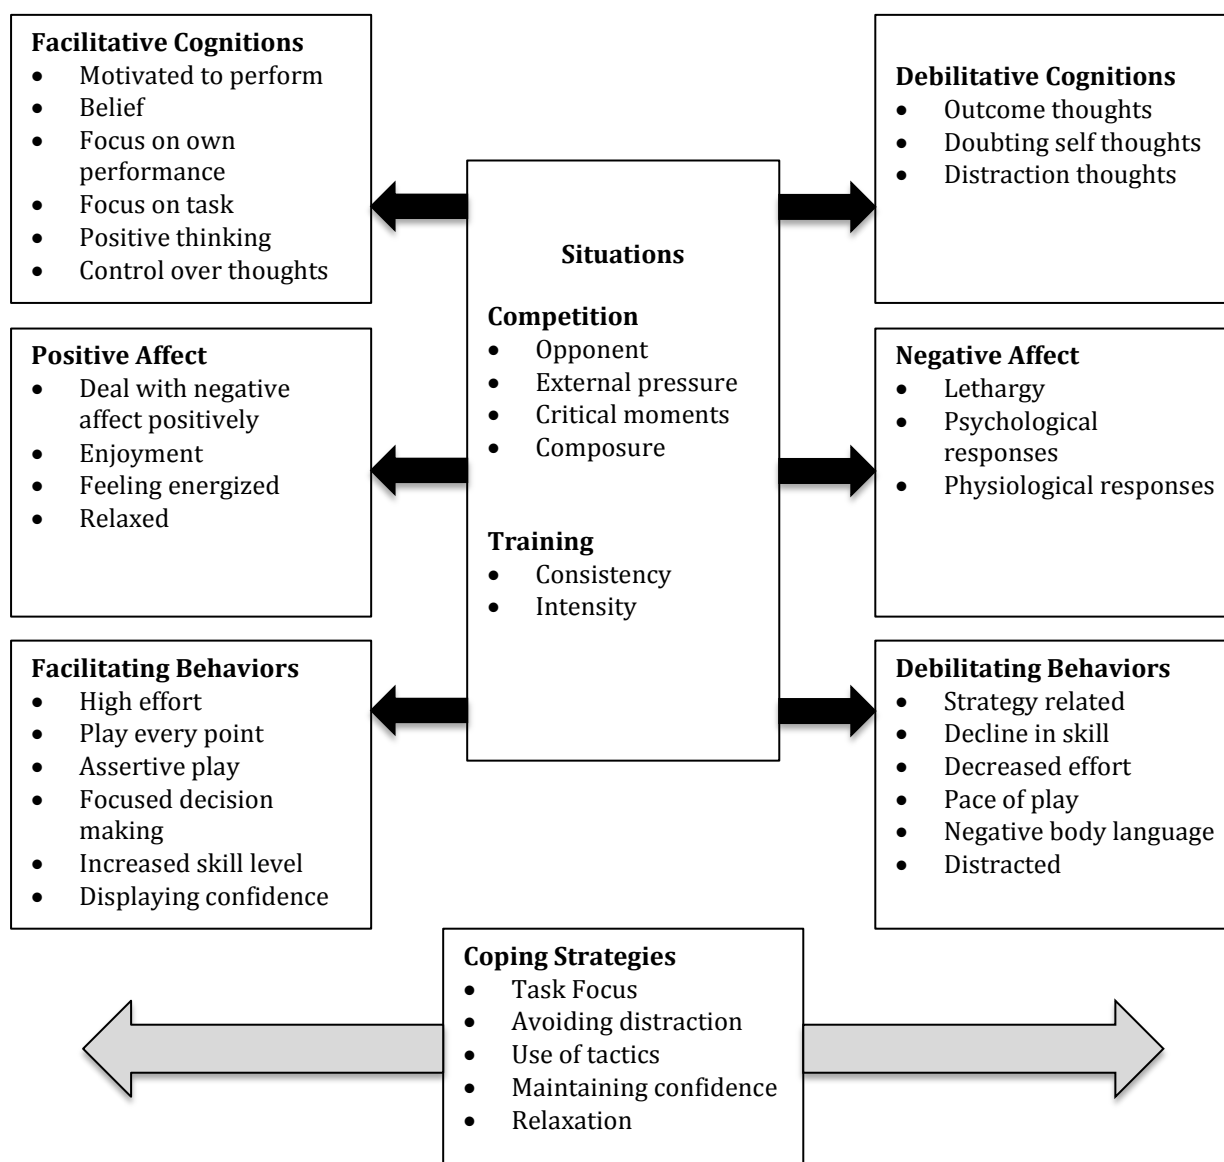 Facilitative Cognitions
• Motivated to perform
• Belief
• Focus on own
performance
• Focus on task
• Positive thinking
• Control over thoughts
Positive Affect
• Deal with negative
affect positively
• Enjoyment
• Feeling energized
• Relaxed
Facilitating Behaviors
• High effort
• Play every point
• Assertive play
• Focused decision
making
• Increased skill level
• Displaying confidence
Situations
Competition
• Opponent
• External pressure
• Critical moments
• Composure
Training
• Consistency
• Intensity
Debilitative Cognitions
• Outcome thoughts
• Doubting self thoughts
• Distraction thoughts
Negative Affect
• Lethargy
• Psychological
responses
• Physiological responses
Debilitating Behaviors
• Strategy related
• Decline in skill
• Decreased effort
• Pace of play
• Negative body language
• Distracted
Coping Strategies
• Task Focus
• Avoiding distraction
• Use of tactics
• Maintaining confidence
• Relaxation